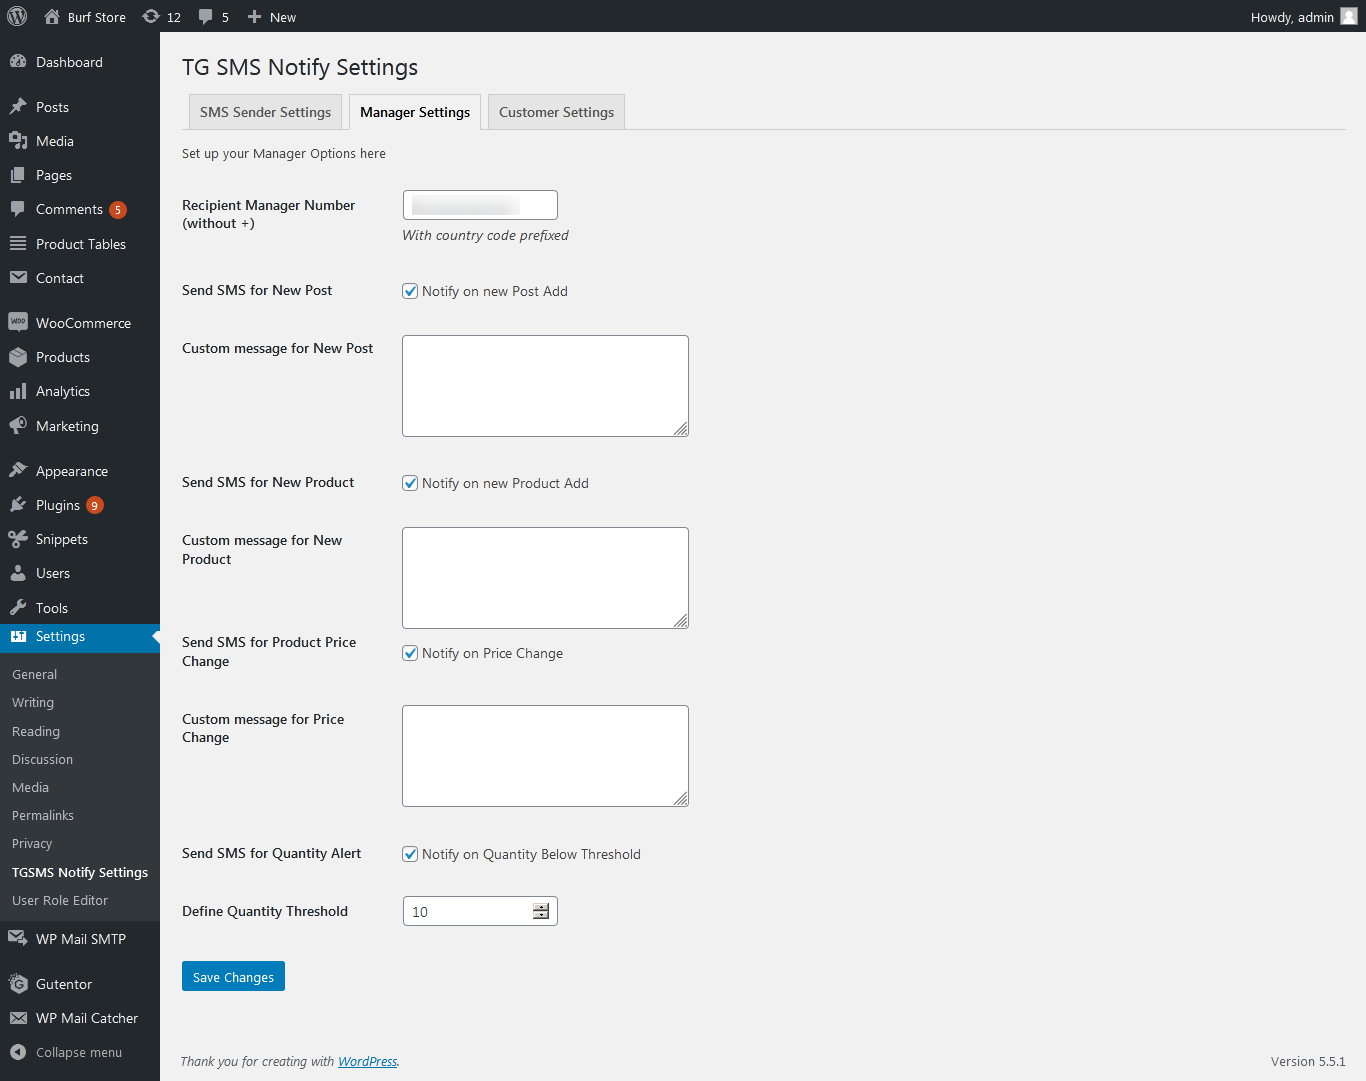 Burf Store 12 5 New Howdy, admin
Dashboard
Posts
Media
Pages
Comments 5
Product Tables
Contact
WOO WooCommerce
Products
Analytics
Marketing
Appearance
Plugins 9
Snippets
Users
Tools
Settings
General
Writing
Reading
Discussion
Media
Permalinks
Privacy
TGSMS Notify Settings
User Role Editor
WP Mail SMTP
Gutentor
WP Mail Catcher
Collapse menu
TG SMS Notify Settings
SMS Sender Settings Manager Settings Customer Settings
Set up your Manager Options here
Recipient Manager Number
(without +)
With country code prefixed
Send SMS for New Post Notify on new Post Add
Custom message for New Post
Send SMS for New Product Notify on new Product Add
Custom message for New
Product
Send SMS for Product Price
Change
Notify on Price Change
Custom message for Price
Change
Send SMS for Quantity Alert Notify on Quantity Below Threshold
Define Quantity Threshold 10
Save Changes
Thank you for creating with WordPress. Version 5.5.1